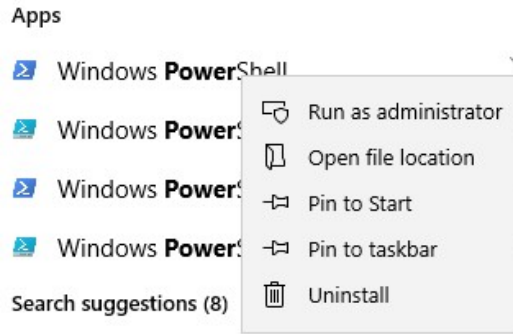 Apps
Windows PowerShell
Run as administrator
Windows Power
Open file location
Windows Power
Pin to Start
Windows Power
Pin to taskbar
Search suggestions (8)
Uninstall